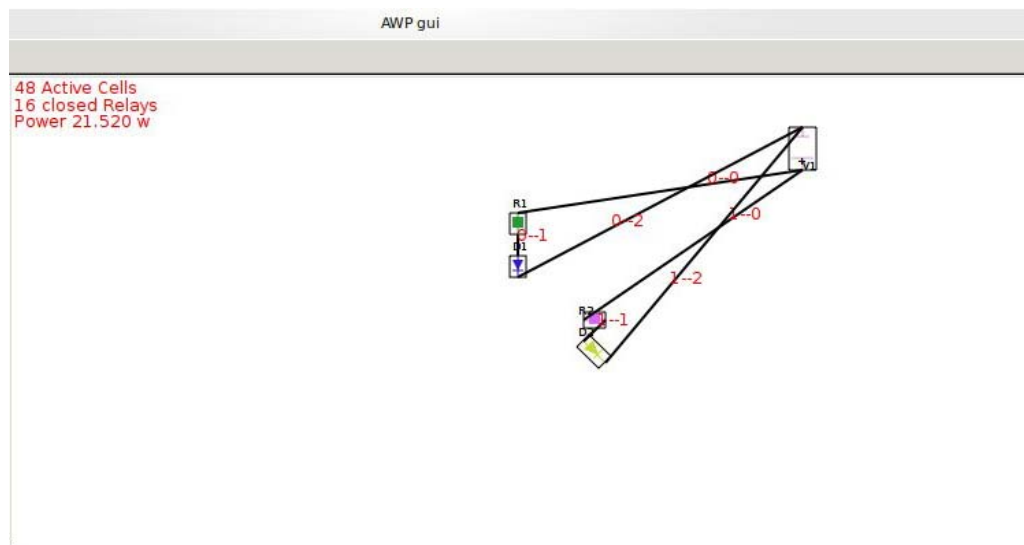 AWP gui
48 Active Cells
16 closed Relays
Power 21.520 w
+
V1
0--0
R1
0--2
1--0
0--1
D1
1--2
R2
--1